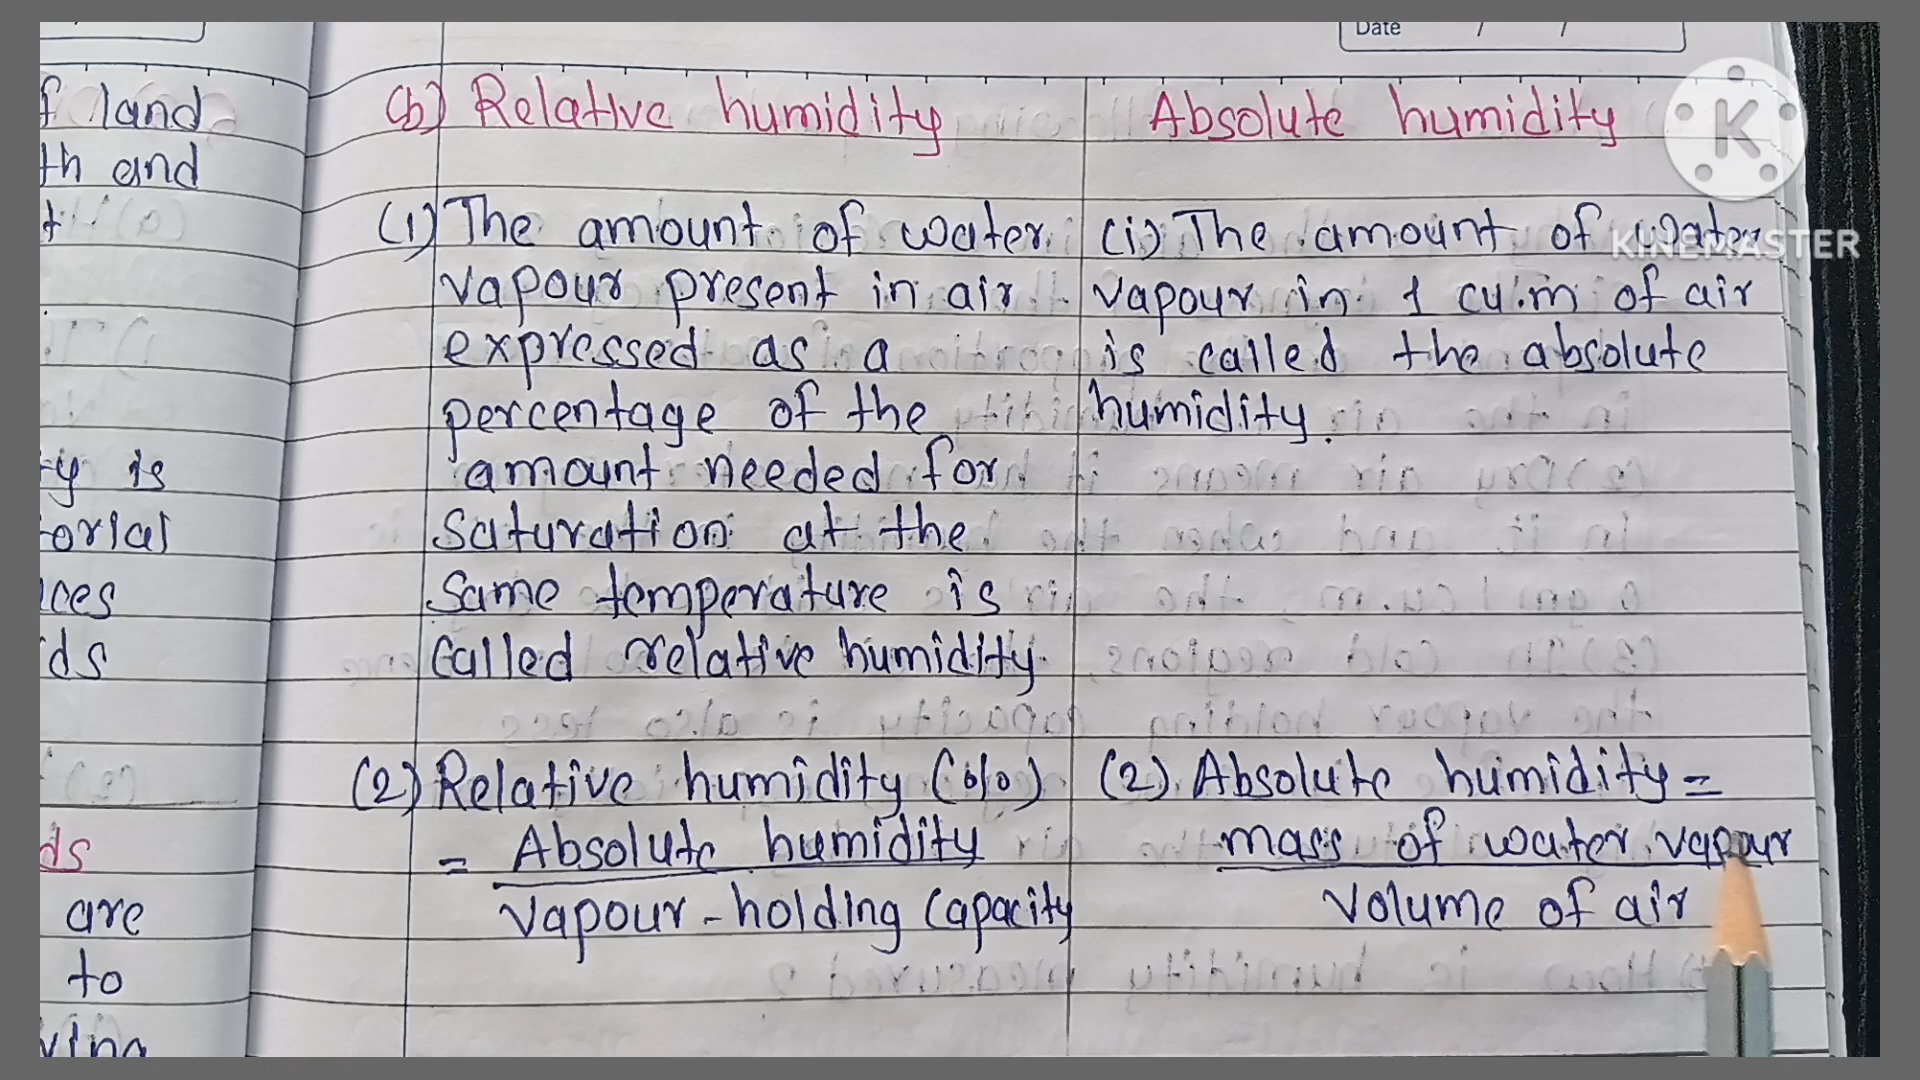 Date / /
f land
th and
t
y is
orial
ces
ds
ds
are
to
ving
(b) Relative humidity
(1) The amount of water
vapour present in air
expressed as a
percentage of the
amount needed for
saturation at the
same temperature is
called relative humidity.
(2) Relative humidity (%)
= Absolute humidity
Vapour-holding capacity
Absolute humidity
(i) The amount of water
vapour in 1 cu.m of air
is called the absolute
humidity.
(2) Absolute humidity =
mass of water vapour
Volume of air
K
KINEMASTER